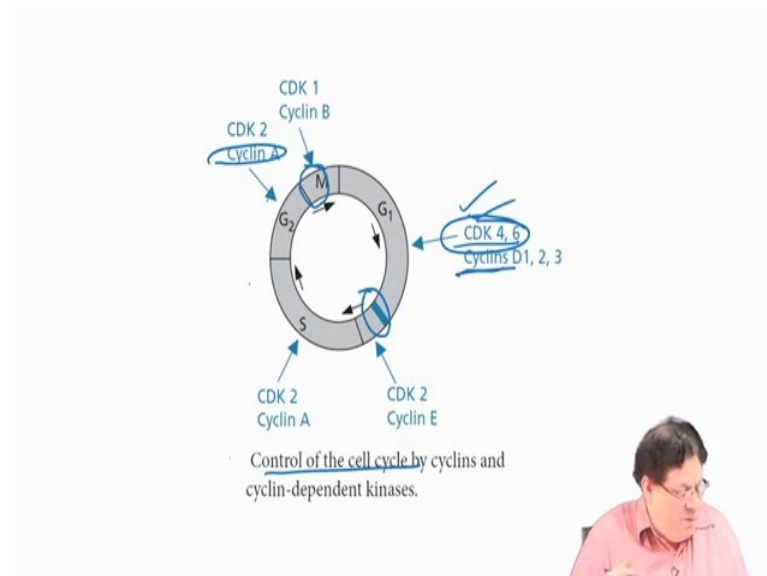 CDK 1
Cyclin B
CDK 2
Cyclin A
M
G2
G1
CDK 4, 6
Cyclins D1, 2, 3
S
CDK 2
Cyclin A
CDK 2
Cyclin E
Control of the cell cycle by cyclins and
cyclin-dependent kinases.